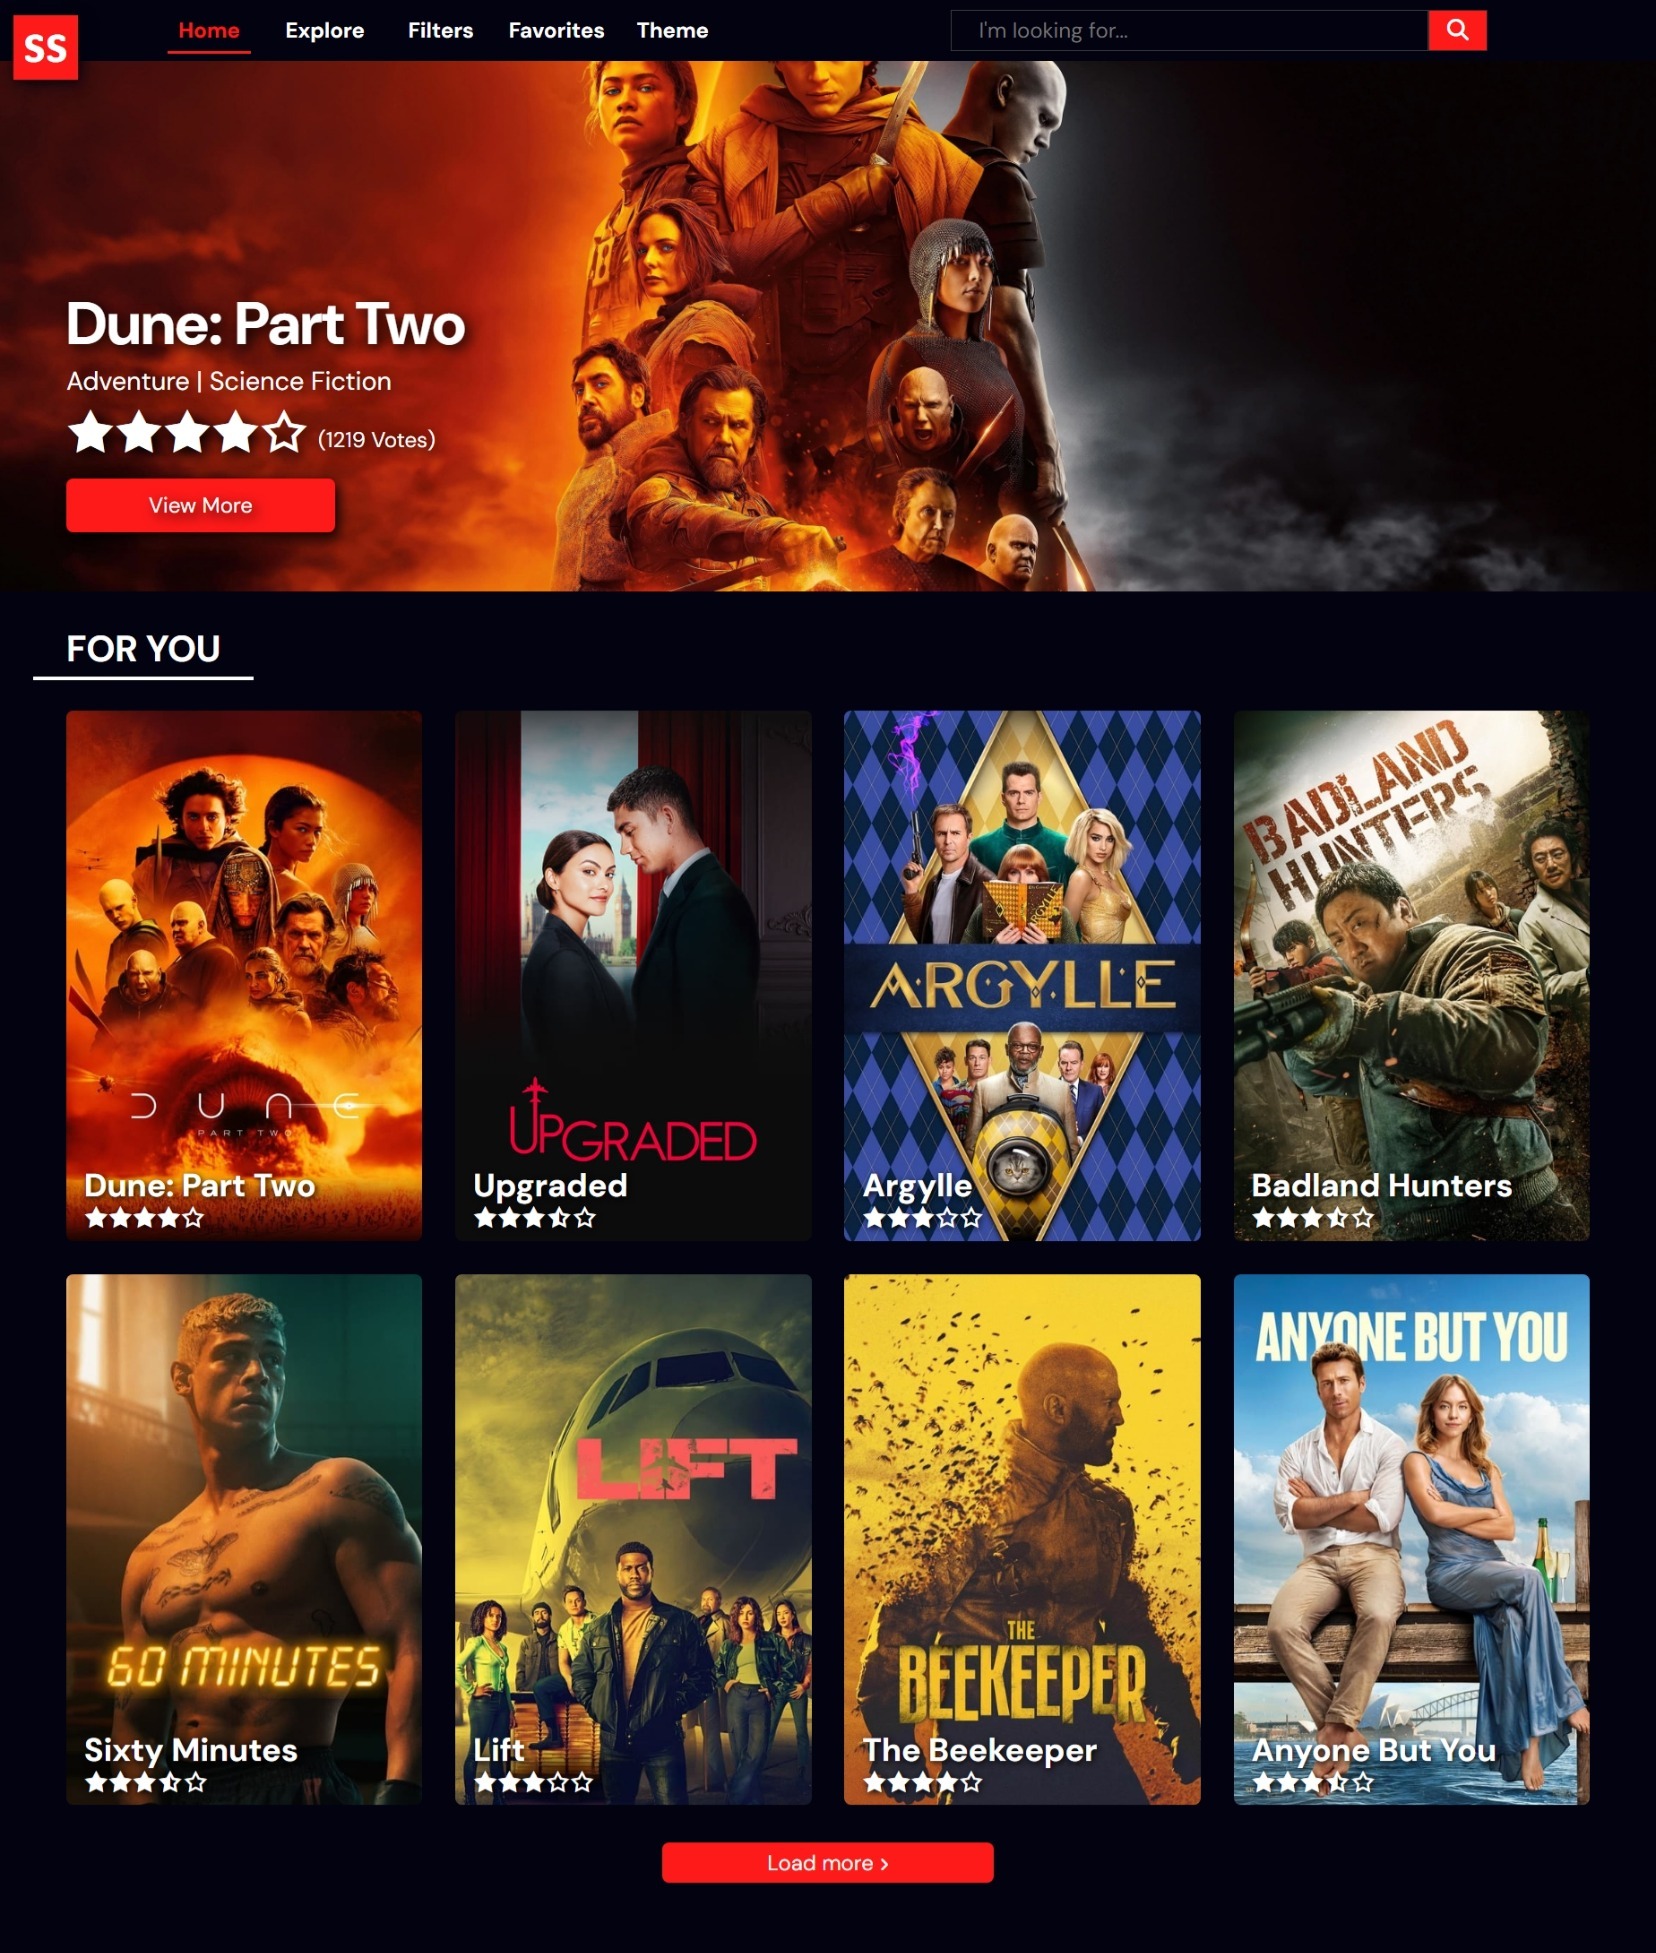 SS
Home
Explore
Filters
Favorites
Theme
I'm looking for...
Dune: Part Two
Adventure | Science Fiction
(1219 Votes)
View More
FOR YOU
DUNE
PART TWO
Dune: Part Two
UPGRADED
Upgraded
ARGYLLE
ARGYLLE
Argylle
BADLAND
HUNTERS
Badland Hunters
60 MINUTES
Sixty Minutes
LIFT
Lift
THE
BEEKEEPER
The Beekeeper
ANYONE BUT YOU
Anyone But You
Load more ›